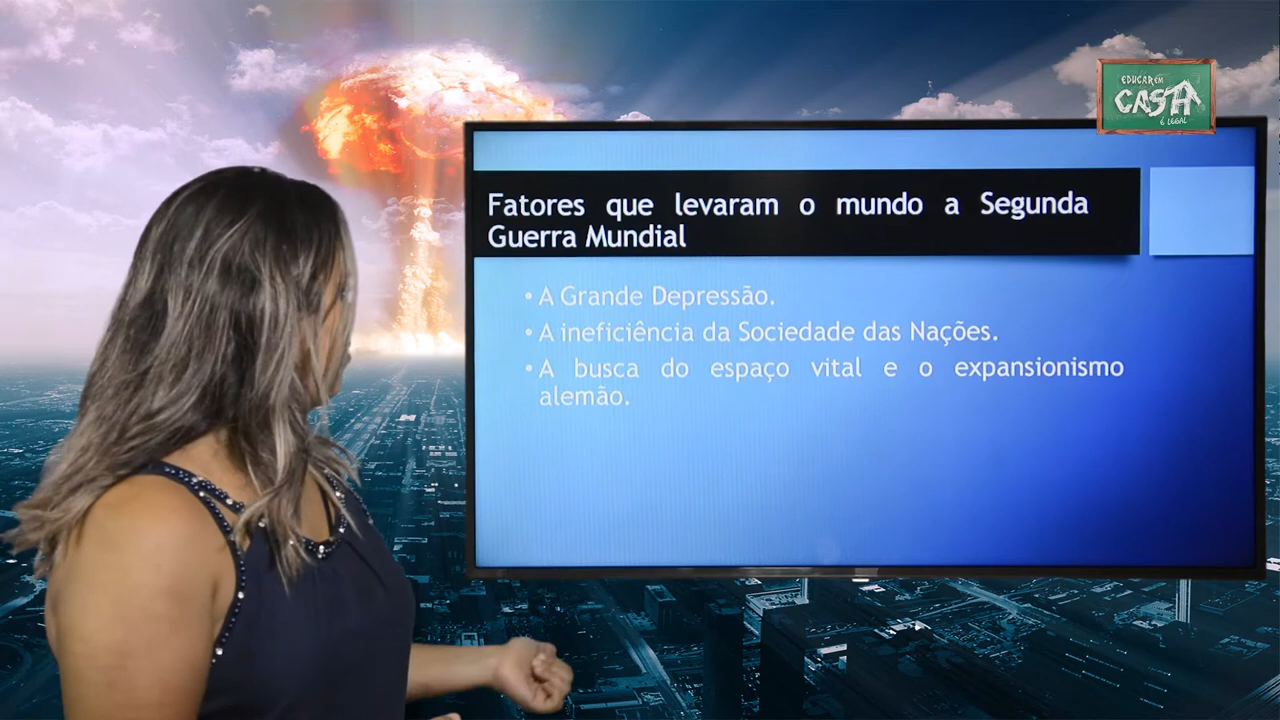 EDUCAR EM
CASA
É LEGAL
Fatores que levaram o mundo a Segunda
Guerra Mundial
• A Grande Depressão.
• A ineficiência da Sociedade das Nações.
• A busca do espaço vital e o expansionismo
alemão.